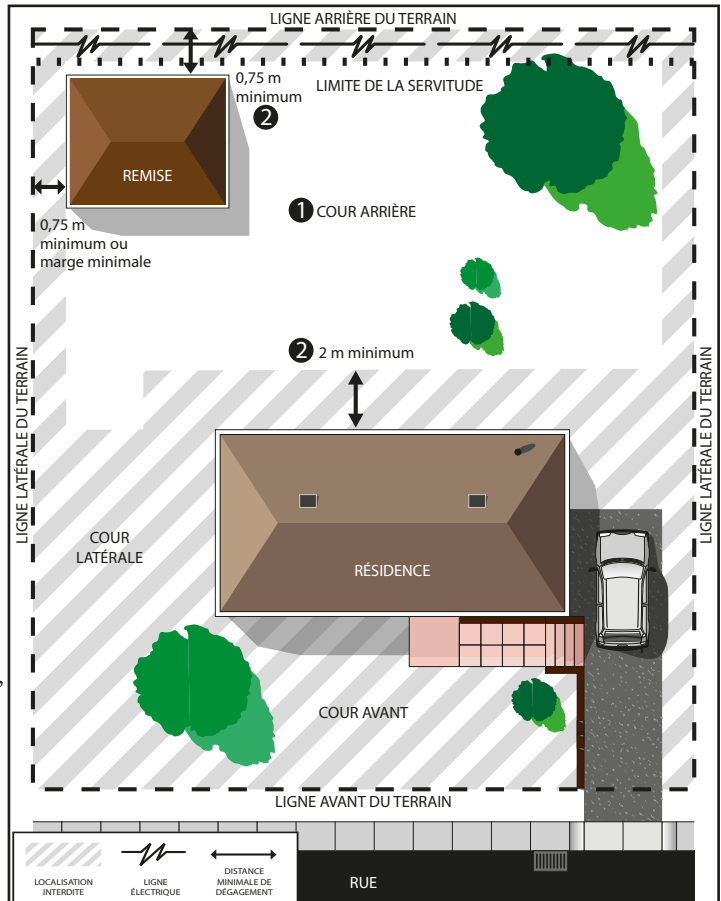 LIGNE ARRIÈRE DU TERRAIN
0,75 m
minimum
2
LIMITE DE LA SERVITUDE
REMISE
1 COUR ARRIÈRE
0,75 m
minimum ou
marge minimale
2 2 m minimum
LIGNE LATÉRALE DU TERRAIN
LIGNE LATÉRALE DU TERRAIN
COUR
LATÉRALE
RÉSIDENCE
COUR AVANT
LIGNE AVANT DU TERRAIN
LOCALISATION
INTERDITE
LIGNE
ÉLECTRIQUE
DISTANCE
MINIMALE DE
DÉGAGEMENT
RUE